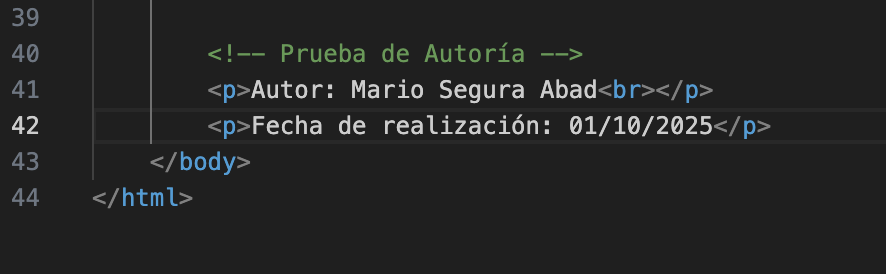 39
40 <!-- Prueba de Autoría -->
41 <p>Autor: Mario Segura Abad<br></p>
42 <p>Fecha de realización: 01/10/2025</p>
43 </body>
44 </html>